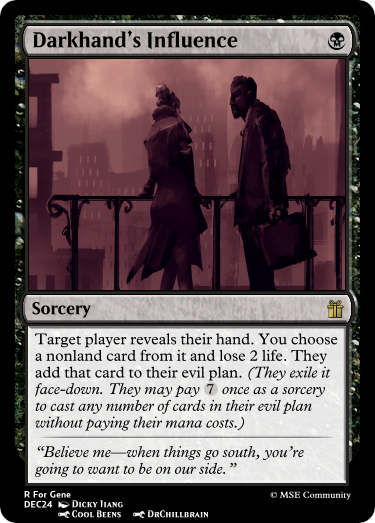 Darkhand's Influence
Sorcery
Target player reveals their hand. You choose
a nonland card from it and lose 2 life. They
add that card to their evil plan. (They exile it
face-down. They may pay 7 once as a sorcery
to cast any number of cards in their evil plan
without paying their mana costs.)
“Believe me—when things go south, you’re
going to want to be on our side.”
R For Gene
DEC24 Dicky Jiang
Cool Beens DrChillbrain
© MSE Community